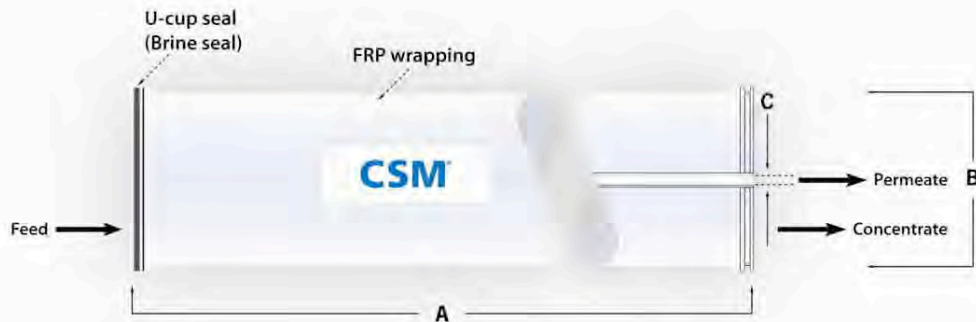 U-cup seal
(Brine seal)
FRP wrapping
C
CSM
Permeate
B
Feed
Concentrate
A